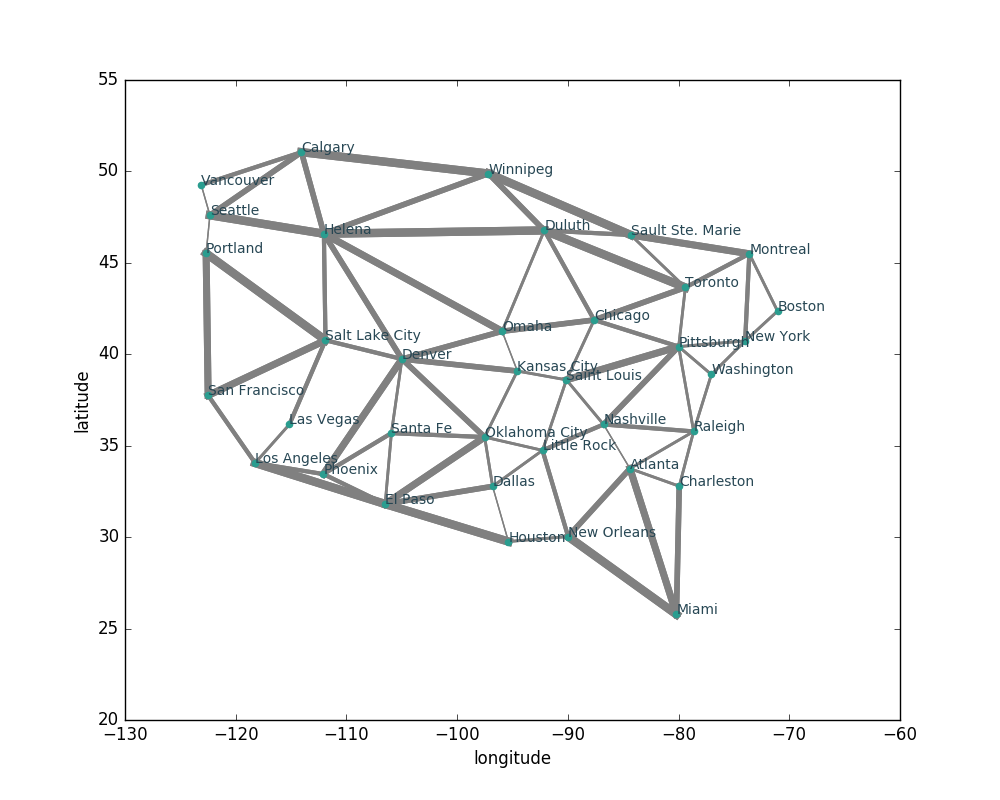 55
50
45
40
35
30
25
20
latitude
Calgary
Winnipeg
Vancouver
Seattle
Helena
Duluth
Sault Ste. Marie
Portland
Montreal
Toronto
Boston
Chicago
Omaha
Salt Lake City
New York
Pittsburgh
Denver
Kansas City
Saint Louis
Washington
San Francisco
Las Vegas
Santa Fe
Oklahoma City
Nashville
Raleigh
Little Rock
Los Angeles
Phoenix
Atlanta
Dallas
Charleston
El Paso
Houston
New Orleans
Miami
−130 −120 −110 −100 −90 −80 −70 −60
longitude